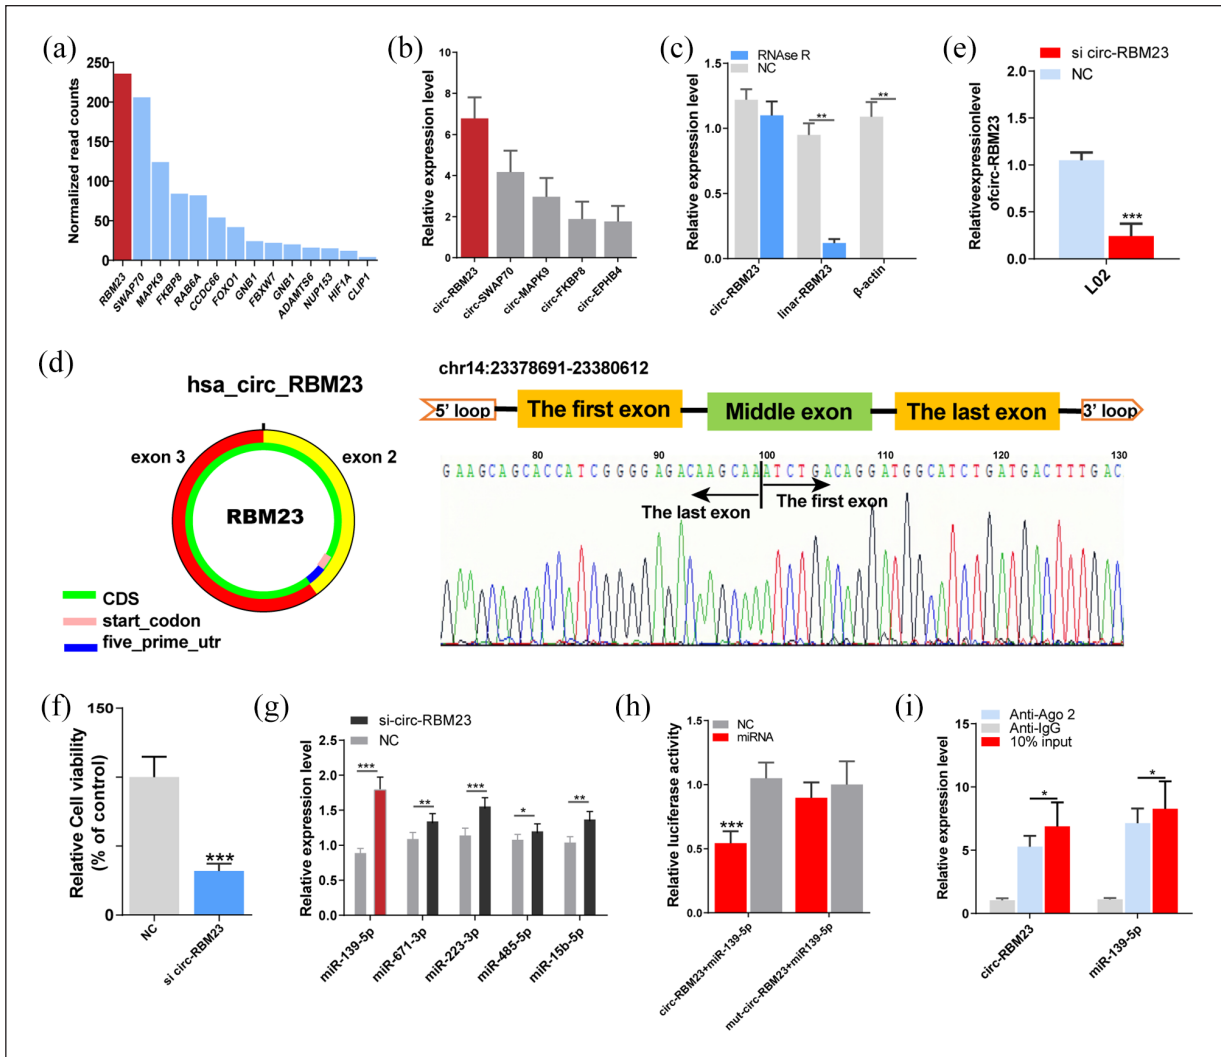 (a)
Normalized read counts
250
200
150
100
50
0
RBM23
SWAP70
MAPK9
FKBP8
RAB6A
CCDC66
FOXO1
GNB1
FBXW7
GNB1
ADAMTS6
NUP153
HIF1A
CLIP1
(b)
Relative expression level
10
8
6
4
2
0
circ-RBM23
circ-SWAP70
circ-MAPK9
circ-FKBP8
circ-EPHB4
(c)
RNAse R
NC
Relative expression level
1.5
1.0
0.5
0.0
**
**
circ-RBM23
linar-RBM23
β-actin
(e)
si circ-RBM23
NC
Relativeexpressionlevel
ofcirc-RBM23
2.0
1.5
1.0
0.5
0.0
***
L02
(d)
hsa_circ_RBM23
exon 3
exon 2
RBM23
CDS
start_codon
five_prime_utr
chr14:23378691-23380612
5' loop
The first exon
Middle exon
The last exon
3' loop
80 90 100 110 120 130
GAAGCAGCACCATCGGGGAGACAAGCAAATCTGACAGGATGGCATCTGATGACTTTGAC
The last exon
The first exon
(f)
Relative Cell viability
(% of control)
150
0
***
NC
si circ-RBM23
(g)
si-circ-RBM23
NC
Relative expression level
2.5
2.0
1.5
1.0
0.5
0.0
***
**
***
*
**
miR-139-5p
miR-671-3p
miR-223-3p
miR-485-5p
miR-15b-5p
(h)
NC
miRNA
Relative luciferase activity
1.5
1.0
0.5
0.0
***
circ-RBM23+miR-139-5p
mut-circ-RBM23+miR139-5p
(i)
Anti-Ago 2
Anti-IgG
10% input
Relative expression level
15
10
5
0
*
*
circ-RBM23
miR-139-5p